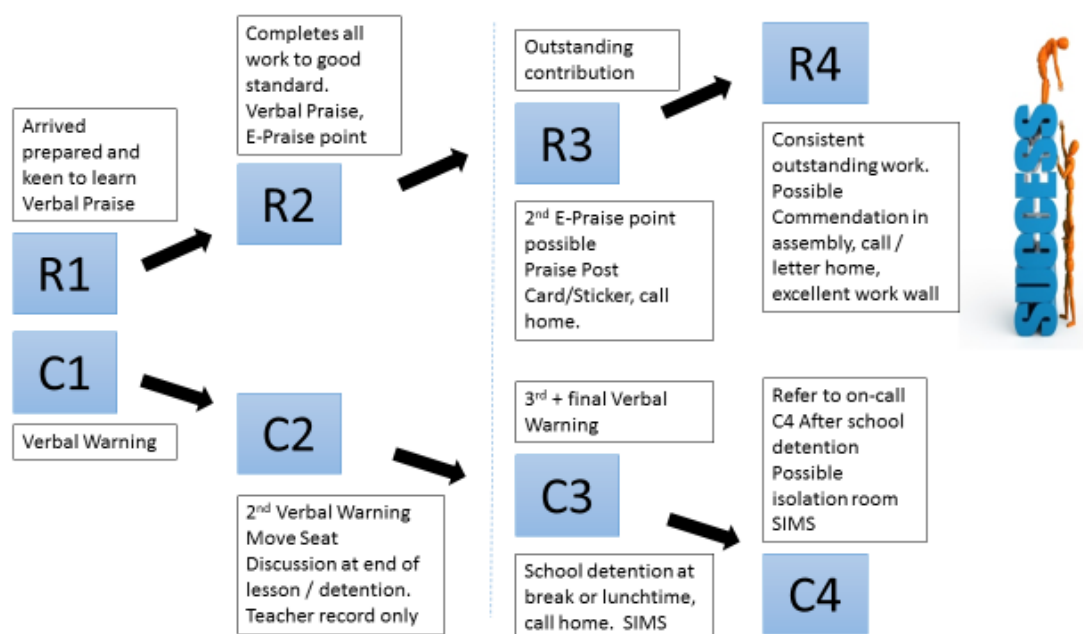 Arrived
prepared and
keen to learn
Verbal Praise
R1
Completes all
work to good
standard.
Verbal Praise,
E-Praise point
R2
Outstanding
contribution
R3
2nd E-Praise point
possible
Praise Post
Card/Sticker, call
home.
R4
Consistent
outstanding work.
Possible
Commendation in
assembly, call /
letter home,
excellent work wall
SUCCESS
C1
Verbal Warning
C2
2nd Verbal Warning
Move Seat
Discussion at end of
lesson / detention.
Teacher record only
3rd + final Verbal
Warning
C3
School detention at
break or lunchtime,
call home.  SIMS
Refer to on-call
C4 After school
detention
Possible
isolation room
SIMS
C4